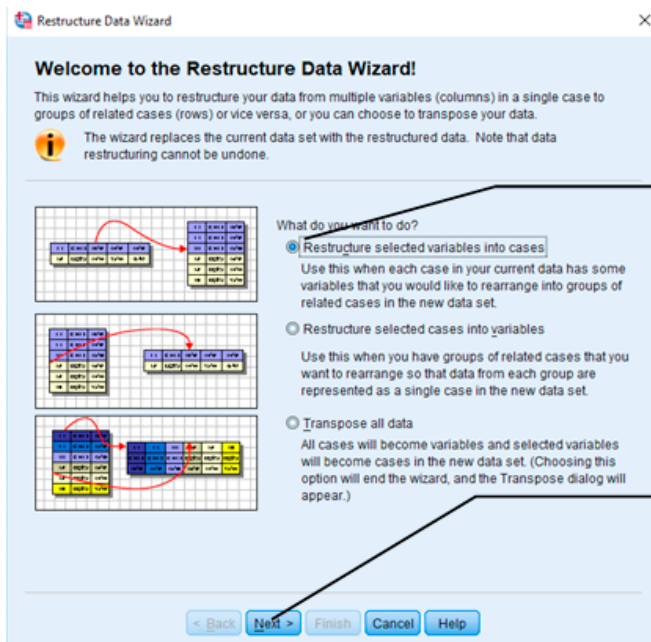 Restructure Data Wizard
Welcome to the Restructure Data Wizard!
This wizard helps you to restructure your data from multiple variables (columns) in a single case to
groups of related cases (rows) or vice versa, or you can choose to transpose your data.
The wizard replaces the current data set with the restructured data. Note that data
restructuring cannot be undone.
What do you want to do?
Restructure selected variables into cases
Use this when each case in your current data has some
variables that you would like to rearrange into groups of
related cases in the new data set.
Restructure selected cases into variables
Use this when you have groups of related cases that you
want to rearrange so that data from each group are
represented as a single case in the new data set.
Transpose all data
All cases will become variables and selected variables
will become cases in the new data set. (Choosing this
option will end the wizard, and the Transpose dialog will
appear.)
< Back Next > Finish Cancel Help